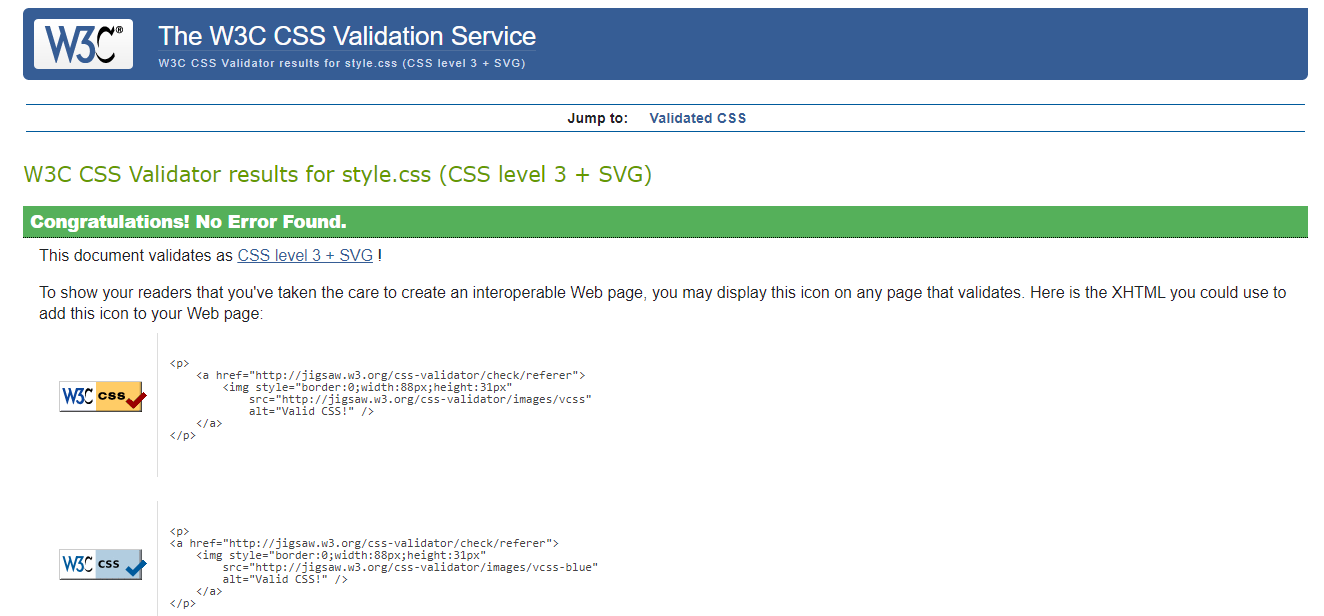 W3C® The W3C CSS Validation Service
W3C CSS Validator results for style.css (CSS level 3 + SVG)
Jump to: Validated CSS
W3C CSS Validator results for style.css (CSS level 3 + SVG)
Congratulations! No Error Found.
This document validates as CSS level 3 + SVG !
To show your readers that you've taken the care to create an interoperable Web page, you may display this icon on any page that validates. Here is the XHTML you could use to
add this icon to your Web page:
W3C css
<p>
    <a href="http://jigsaw.w3.org/css-validator/check/referer">
        <img style="border:0;width:88px;height:31px"
            src="http://jigsaw.w3.org/css-validator/images/vcss"
            alt="Valid CSS!" />
    </a>
</p>
W3C css
<p>
<a href="http://jigsaw.w3.org/css-validator/check/referer">
    <img style="border:0;width:88px;height:31px"
        src="http://jigsaw.w3.org/css-validator/images/vcss-blue"
        alt="Valid CSS!" />
    </a>
</p>